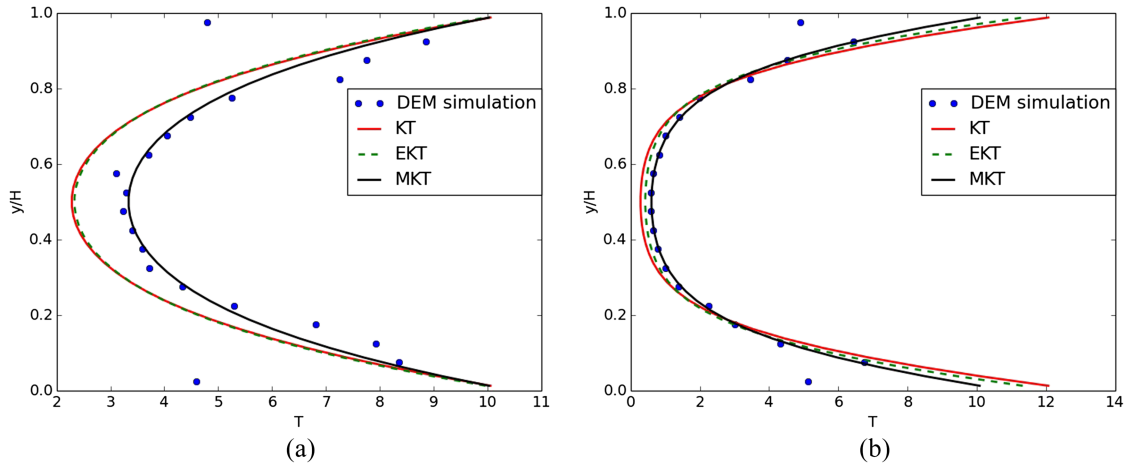 1.0
0.8
0.6
0.4
0.2
0.0
y/H
2 3 4 5 6 7 8 9 10 11
T
DEM simulation
KT
EKT
MKT
(a)
1.0
0.8
0.6
0.4
0.2
0.0
y/H
0 2 4 6 8 10 12 14
T
DEM simulation
KT
EKT
MKT
(b)